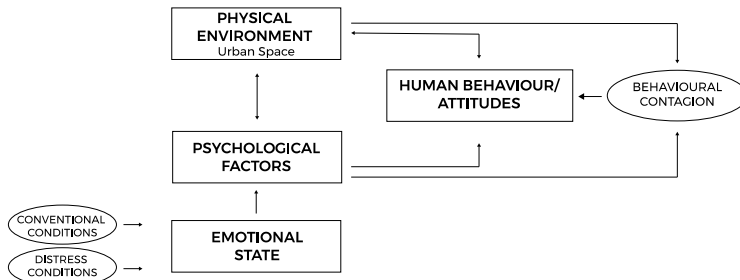 PHYSICAL
ENVIRONMENT
Urban Space
HUMAN BEHAVIOUR/
ATTITUDES
BEHAVIOURAL
CONTAGION
PSYCHOLOGICAL
FACTORS
CONVENTIONAL
CONDITIONS
EMOTIONAL
STATE
DISTRESS
CONDITIONS